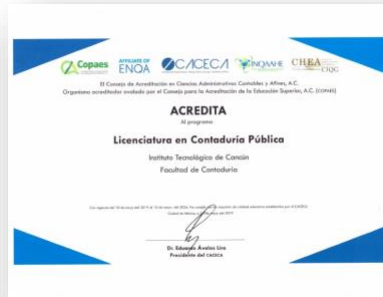 Copaes
AFFILIATE OF
ENQA
CACECA
INQAAHE
CHEA
CIQG
El Consejo de Acreditación en Ciencias Administrativas Contables y Afines, A.C.
Organismo acreditador avalado por el Consejo para la Acreditación de la Educación Superior, A.C. (COPAES)
ACREDITA
Al programa
Licenciatura en Contaduría Pública
Instituto Tecnológico de Cancún
Facultad de Contaduría
Dr. Eduardo Ávalos Lira
Presidente del CACECA